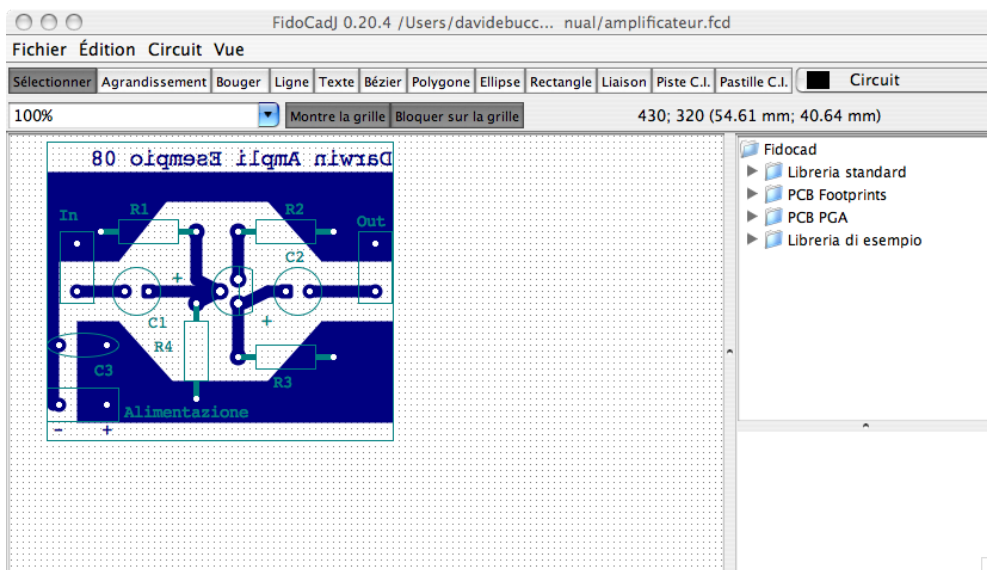 FidoCadJ 0.20.4 /Users/davidebucc... nual/amplificateur.fcd
Fichier Édition Circuit Vue
Sélectionner Agrandissement Bouger Ligne Texte Bézier Polygone Ellipse Rectangle Liaison Piste C.I. Pastille C.I. Circuit
100% Montre la grille Bloquer sur la grille 430; 320 (54.61 mm; 40.64 mm)
Darwin Ampli Esempio 08
In R1 R2 Out
C2
+
C1 +
R4
C3 R3
Alimentazione
- +
Fidocad
Libreria standard
PCB Footprints
PCB PGA
Libreria di esempio